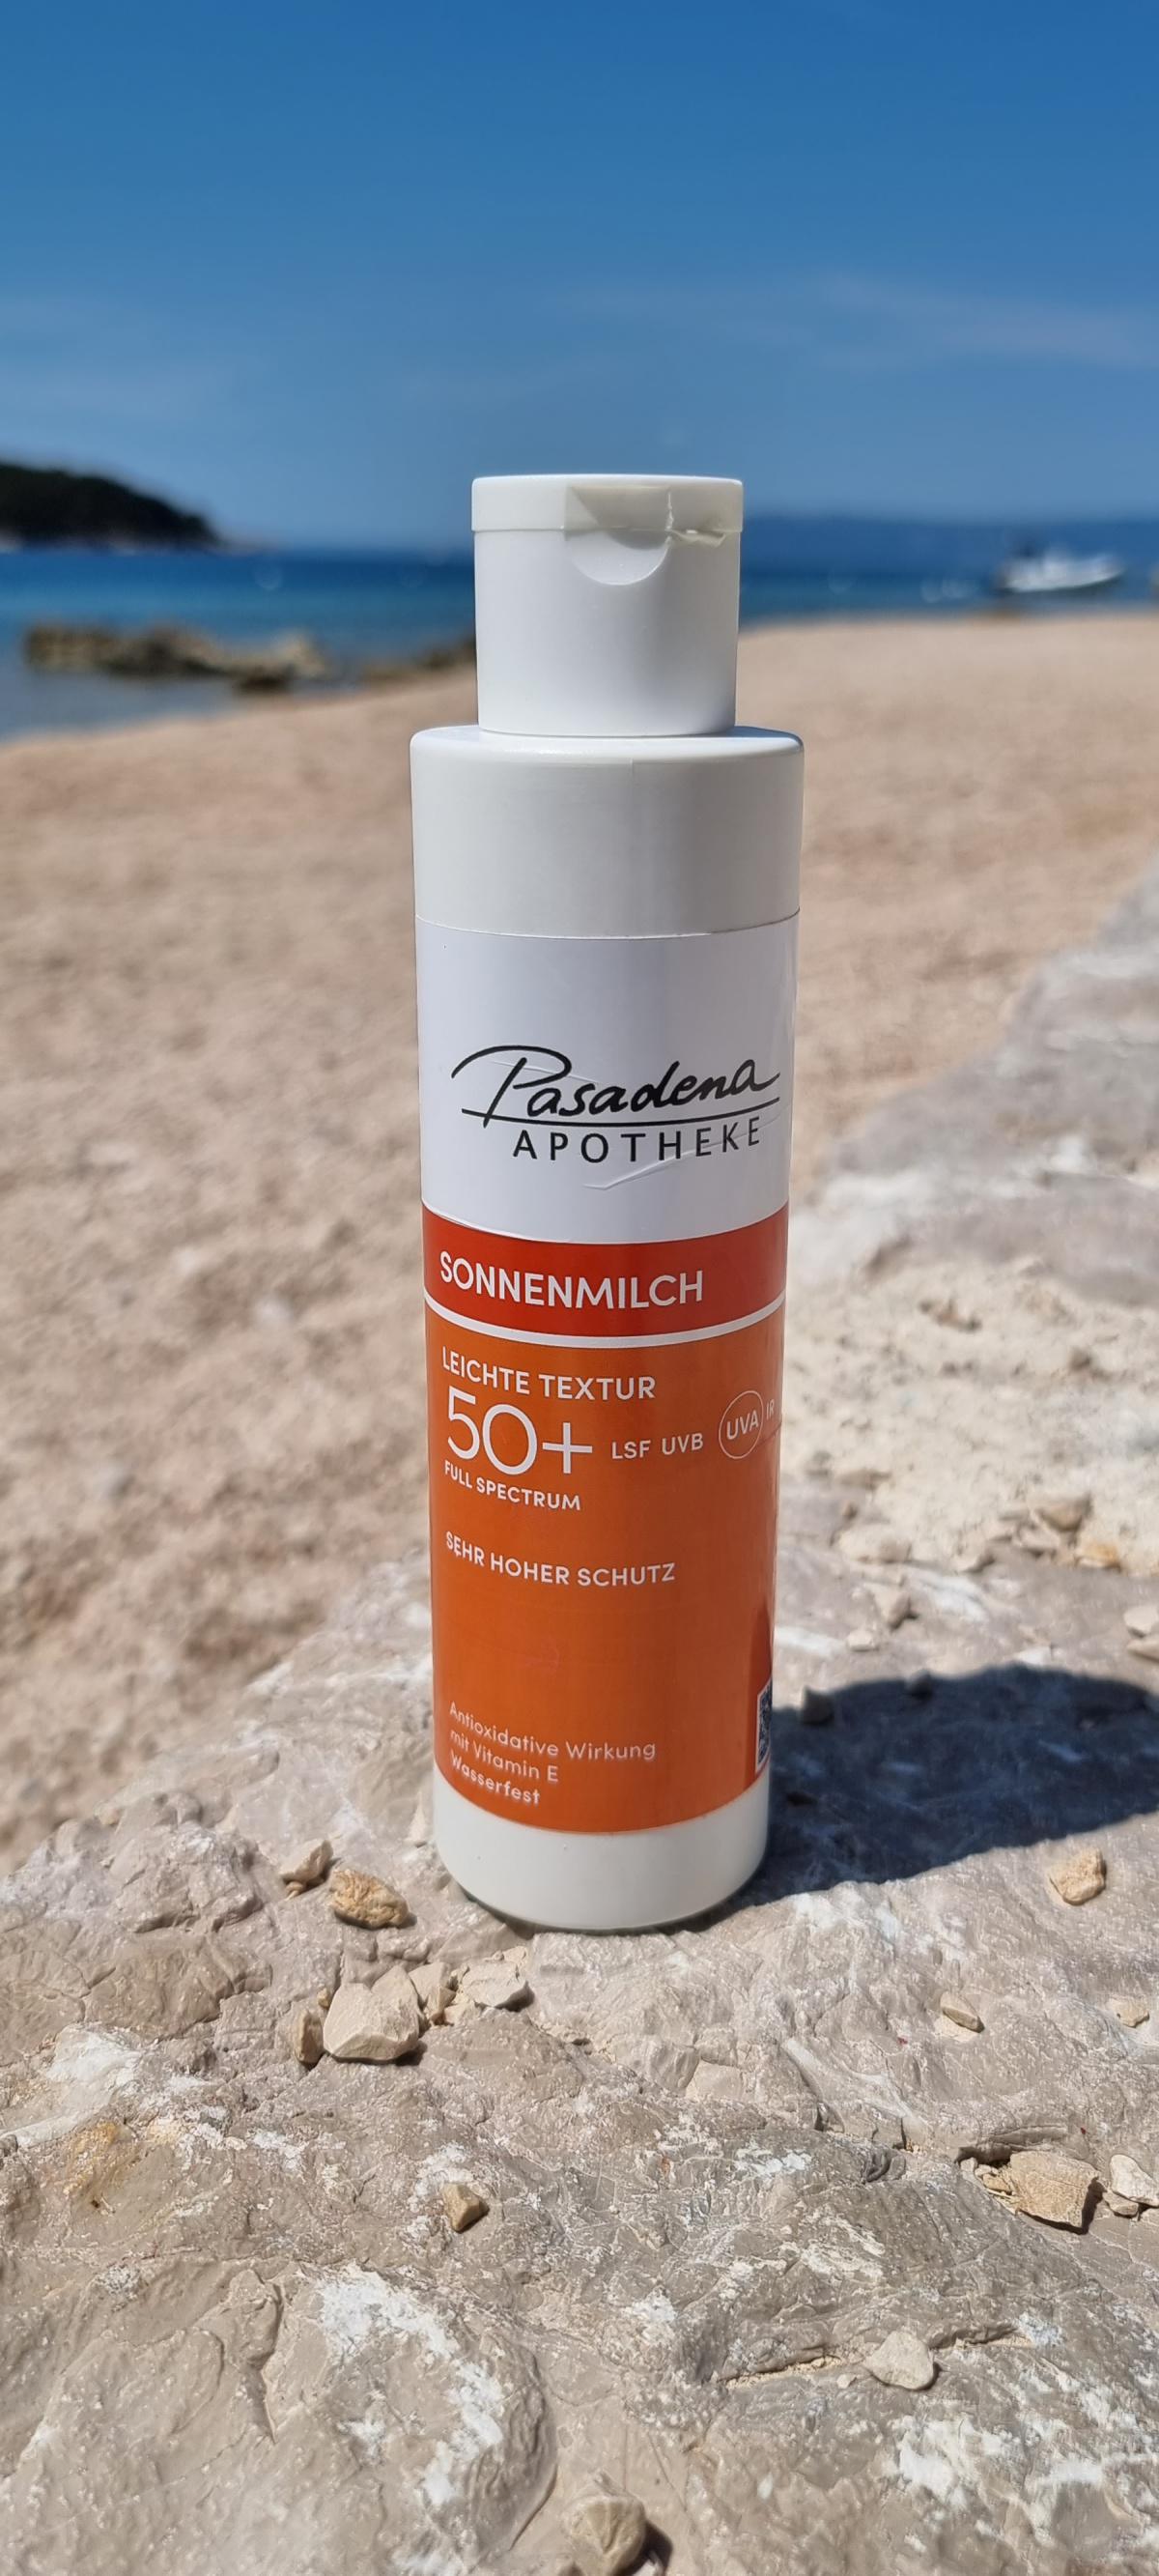 Pasadena
APOTHEKE
SONNENMILCH
LEICHTE TEXTUR
50+ LSF UVB UVA IR
FULL SPECTRUM
SEHR HOHER SCHUTZ
Antioxidative Wirkung
mit Vitamin E
Wasserfest